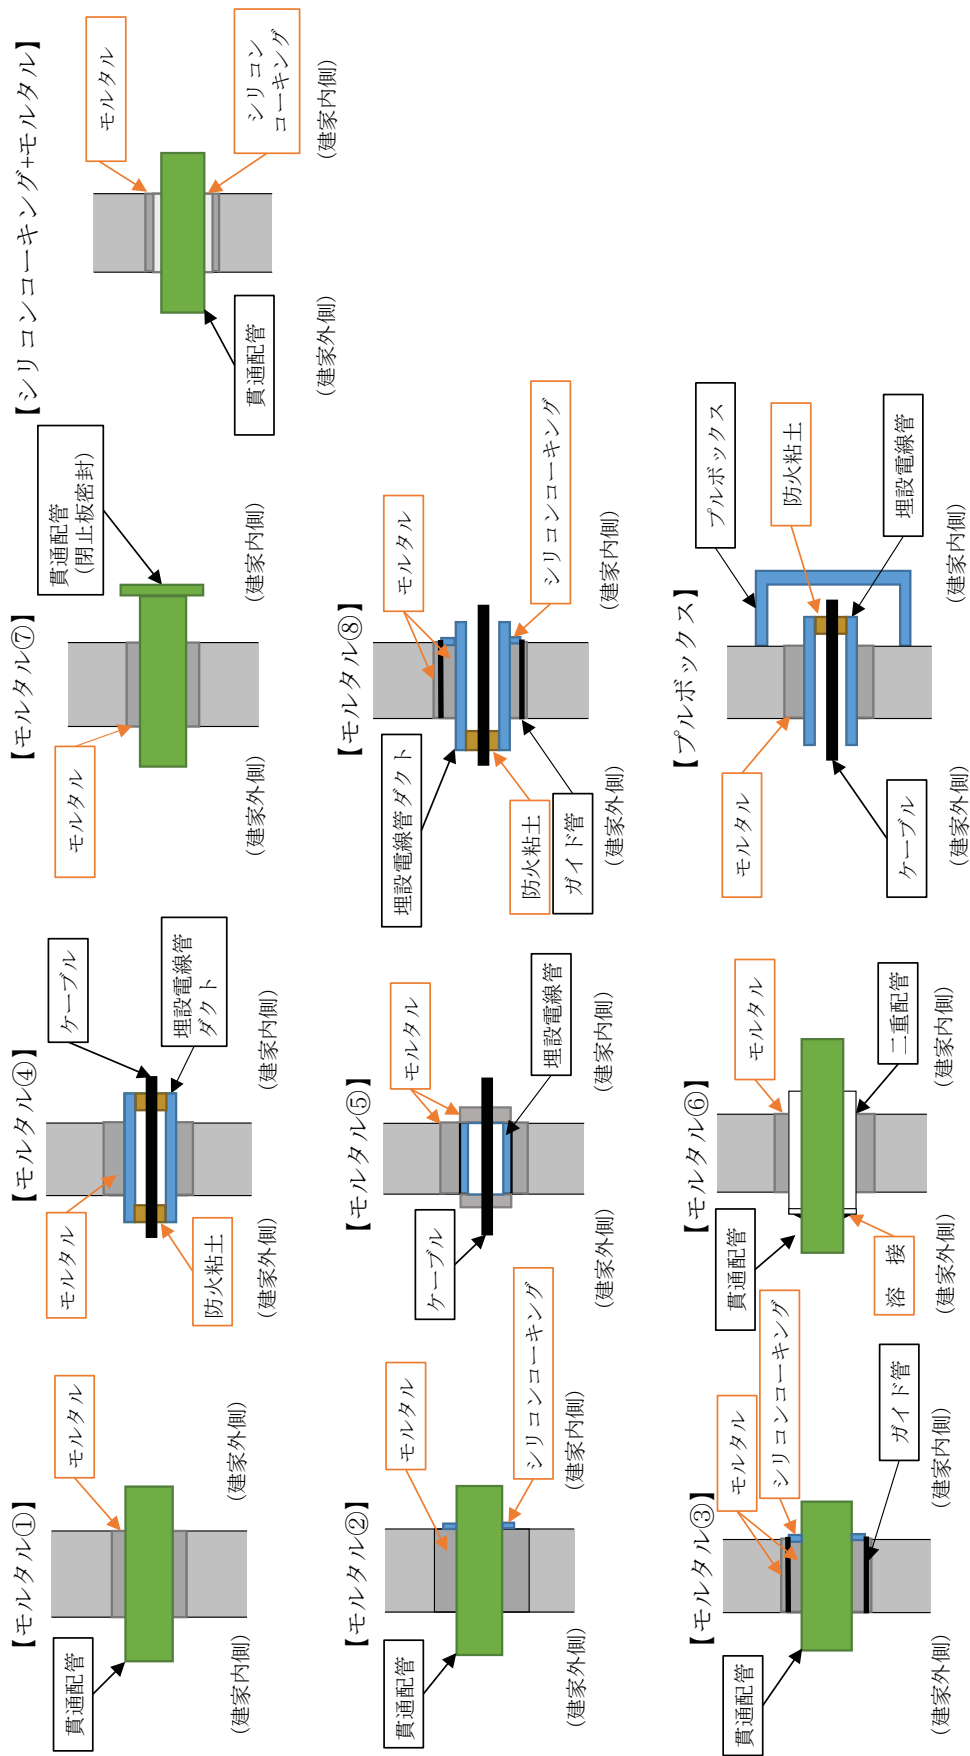 【モルタル①】
モルタル
貫通配管
(建家内側)
(建家外側)
【モルタル④】
ケーブル
モルタル
埋設電線管
ダクト
防火粘土
(建家外側)
(建家内側)
【モルタル⑦】
貫通配管
(閉止板密封)
モルタル
(建家外側)
(建家内側)
【シリコンコーキング+モルタル】
モルタル
シリコン
コーキング
貫通配管
(建家外側)
(建家内側)
【モルタル②】
モルタル
貫通配管
シリコンコーキング
(建家外側)
(建家内側)
【モルタル⑤】
モルタル
ケーブル
埋設電線管
(建家外側)
(建家内側)
【モルタル⑧】
モルタル
埋設電線管ダクト
シリコンコーキング
防火粘土
ガイド管
(建家外側)
(建家内側)
【モルタル③】
モルタル
シリコンコーキング
貫通配管
ガイド管
(建家外側)
(建家内側)
【モルタル⑥】
モルタル
貫通配管
二重配管
溶　接
(建家外側)
(建家内側)
【プルボックス】
プルボックス
防火粘土
モルタル
埋設電線管
ケーブル
(建家外側)
(建家内側)